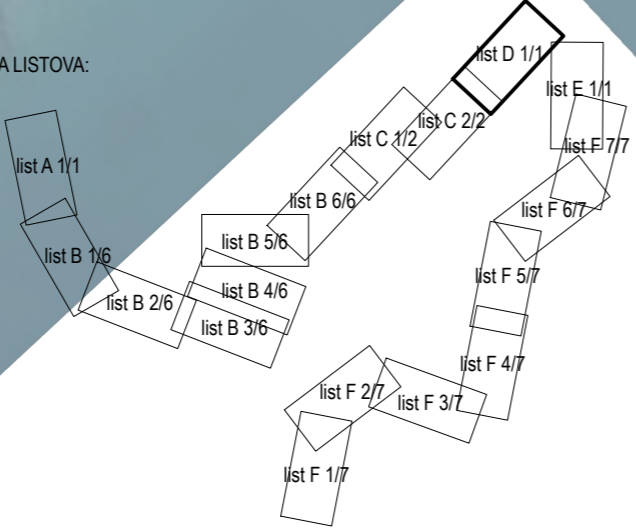 A LISTOVA:
list A 1/1
list B 1/6
list B 2/6
list B 3/6
list B 4/6
list B 5/6
list B 6/6
list C 1/2
list C 2/2
list D 1/1
list E 1/1
list F 7/7
list F 6/7
list F 5/7
list F 4/7
list F 3/7
list F 2/7
list F 1/7